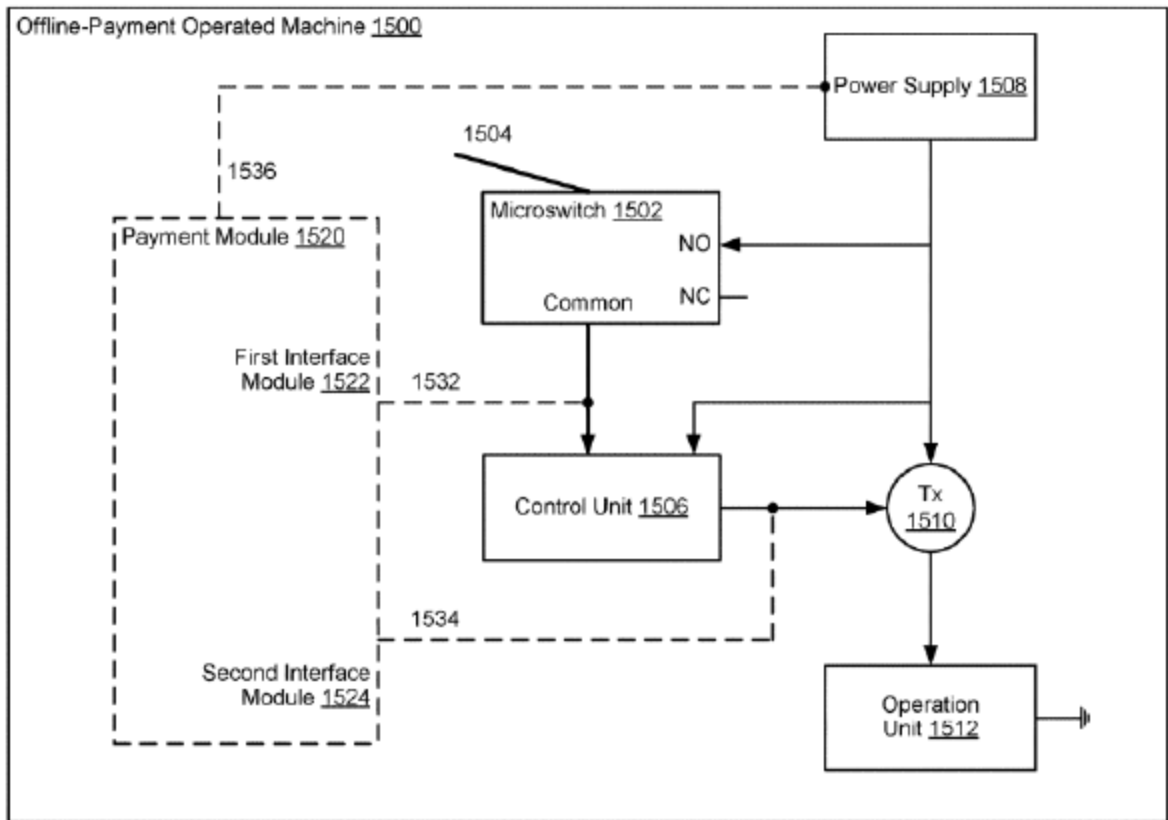 Offline-Payment Operated Machine 1500
Power Supply 1508
1504
1536
Microswitch 1502
Payment Module 1520
NO
NC
Common
First Interface
Module 1522
1532
Tx
1510
Control Unit 1506
1534
Second Interface
Module 1524
Operation
Unit 1512